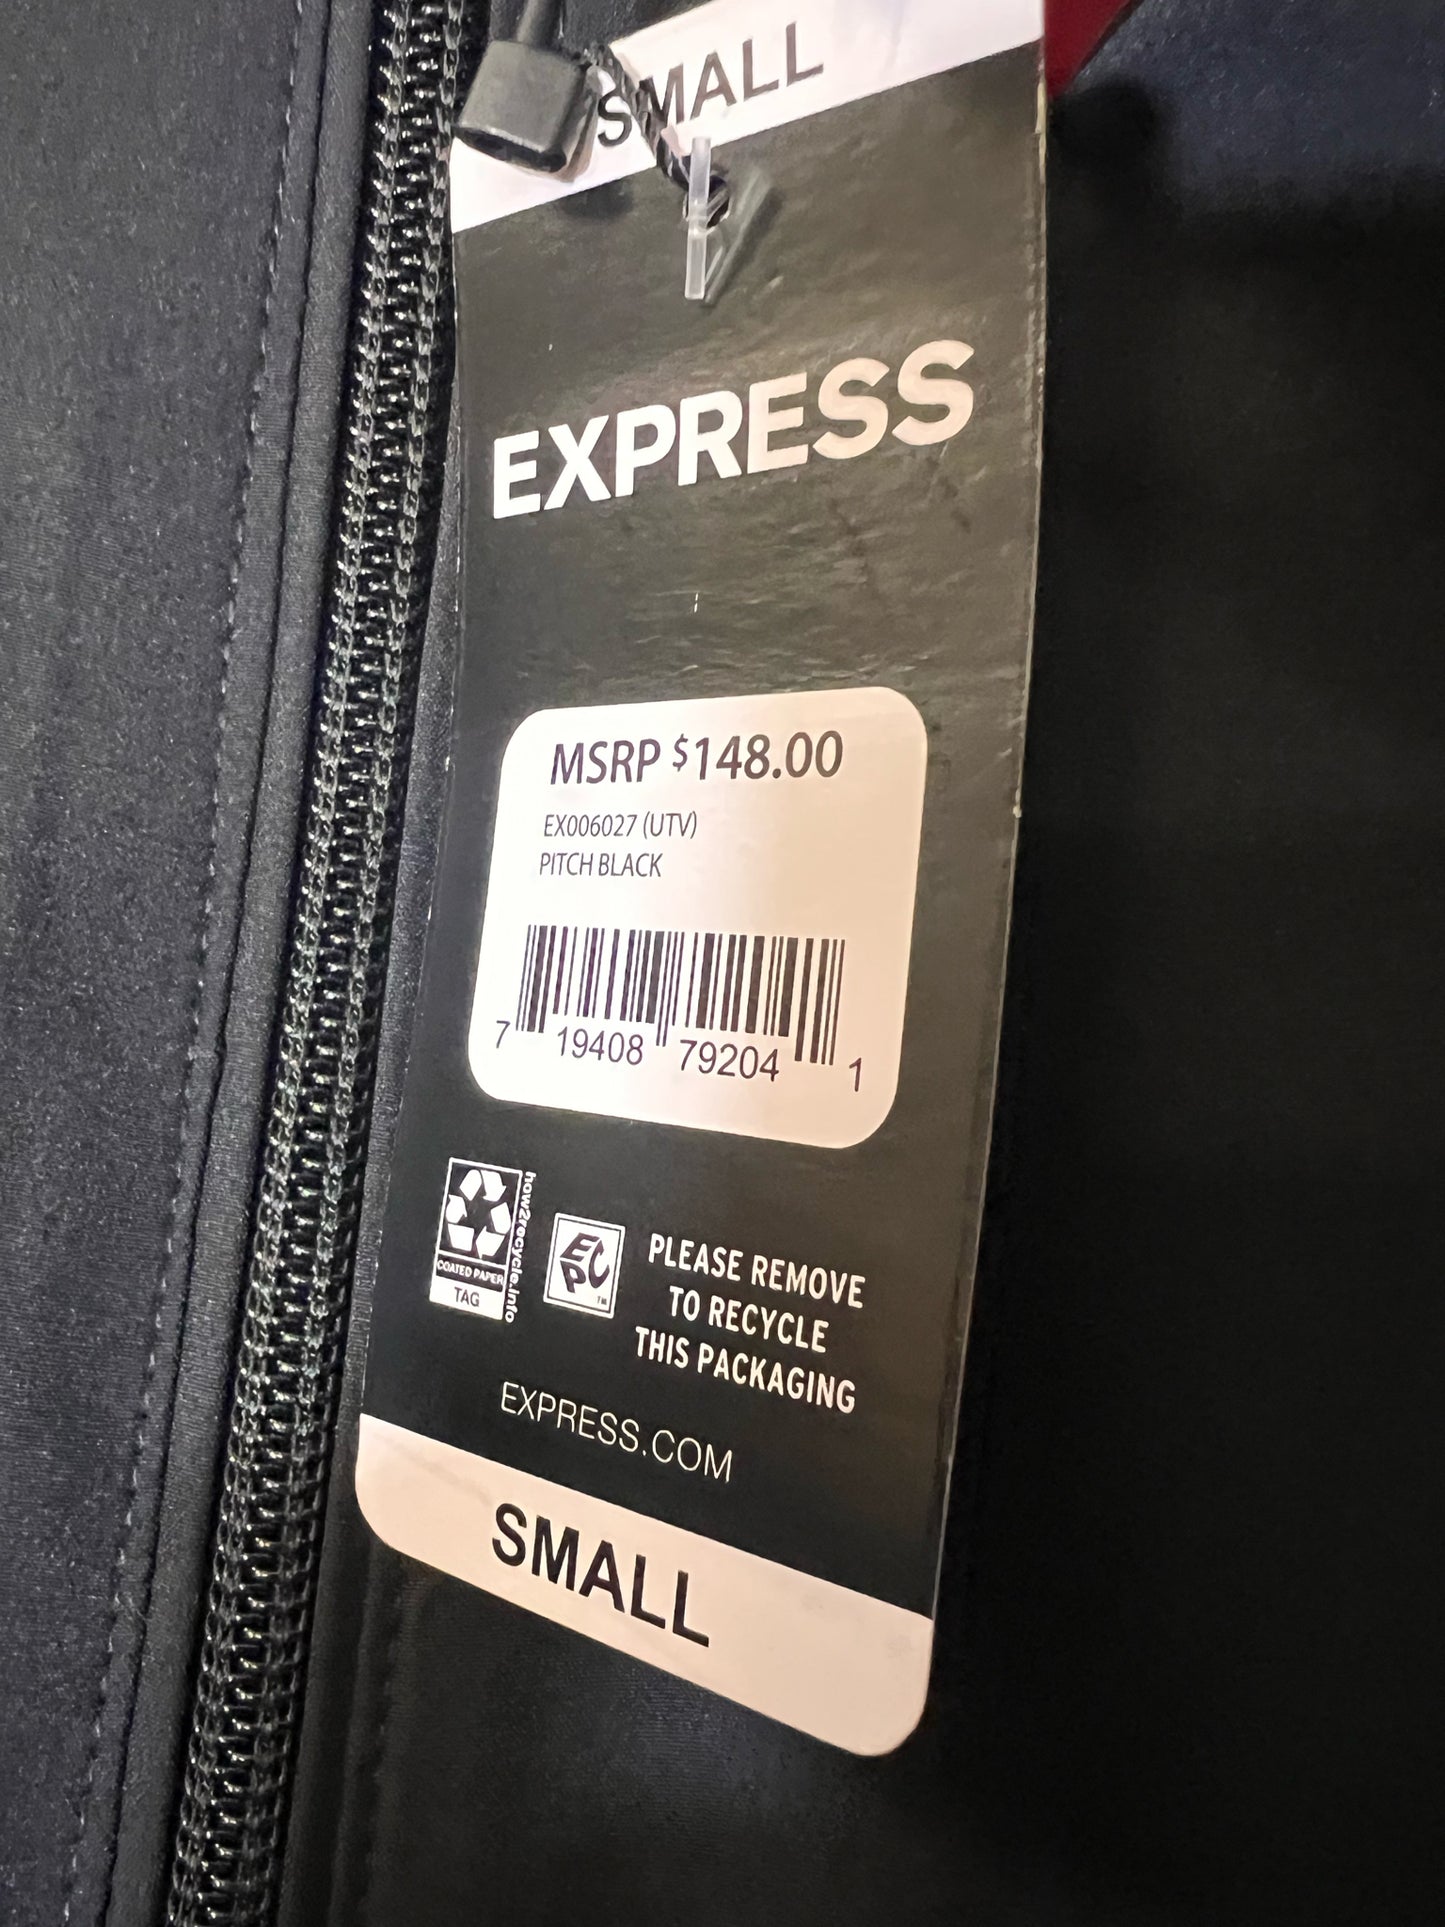 SMALL
EXPRESS
MSRP $148.00
EX006027 (UTV)
PITCH BLACK
7 19408 79204 1
how2recycle.info
COATED PAPER
TAG
ECP™
PLEASE REMOVE
TO RECYCLE
THIS PACKAGING
EXPRESS.COM
SMALL